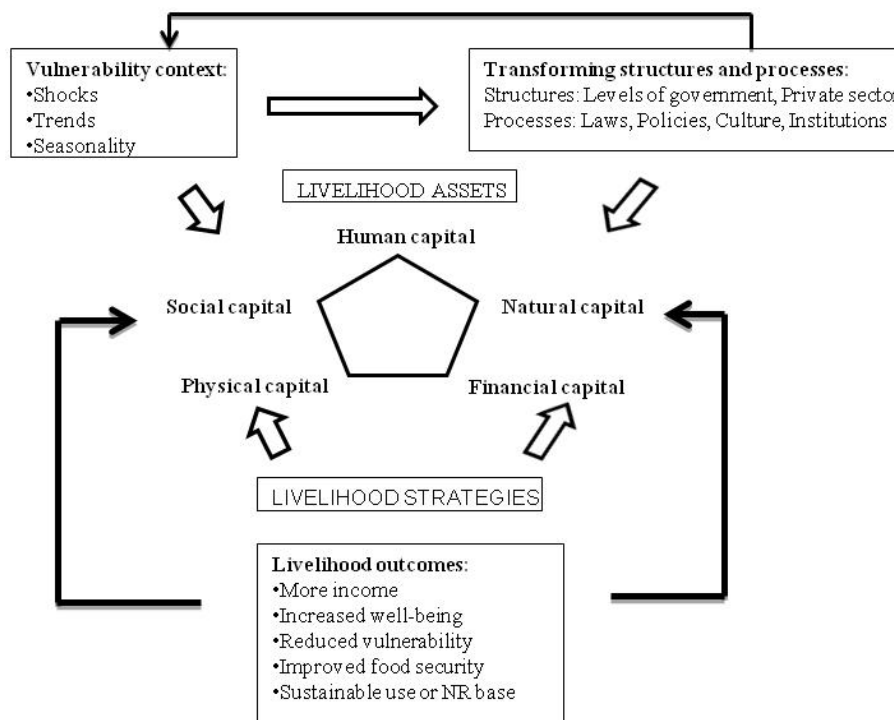 Vulnerability context:
•Shocks
•Trends
•Seasonality
Transforming structures and processes:
Structures: Levels of government, Private secto
Processes: Laws, Policies, Culture, Institutions
LIVELIHOOD ASSETS
Human capital
Social capital
Natural capital
Physical capital
Financial capital
LIVELIHOOD STRATEGIES
Livelihood outcomes:
•More income
•Increased well-being
•Reduced vulnerability
•Improved food security
•Sustainable use or NR base